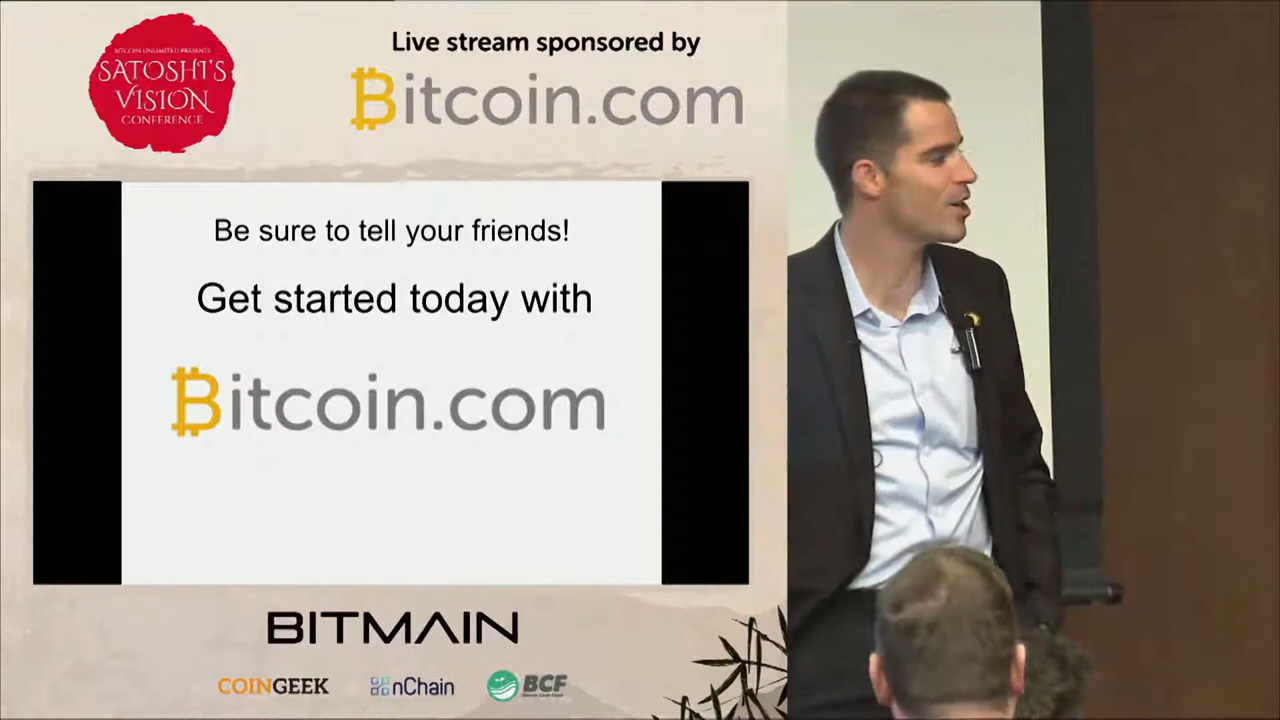 BITCOIN UNLIMITED PRESENTS
SATOSHI'S
VISION
CONFERENCE
Live stream sponsored by
Bitcoin.com
Be sure to tell your friends!
Get started today with
Bitcoin.com
BITMAIN
COINGEEK
nChain
BCF